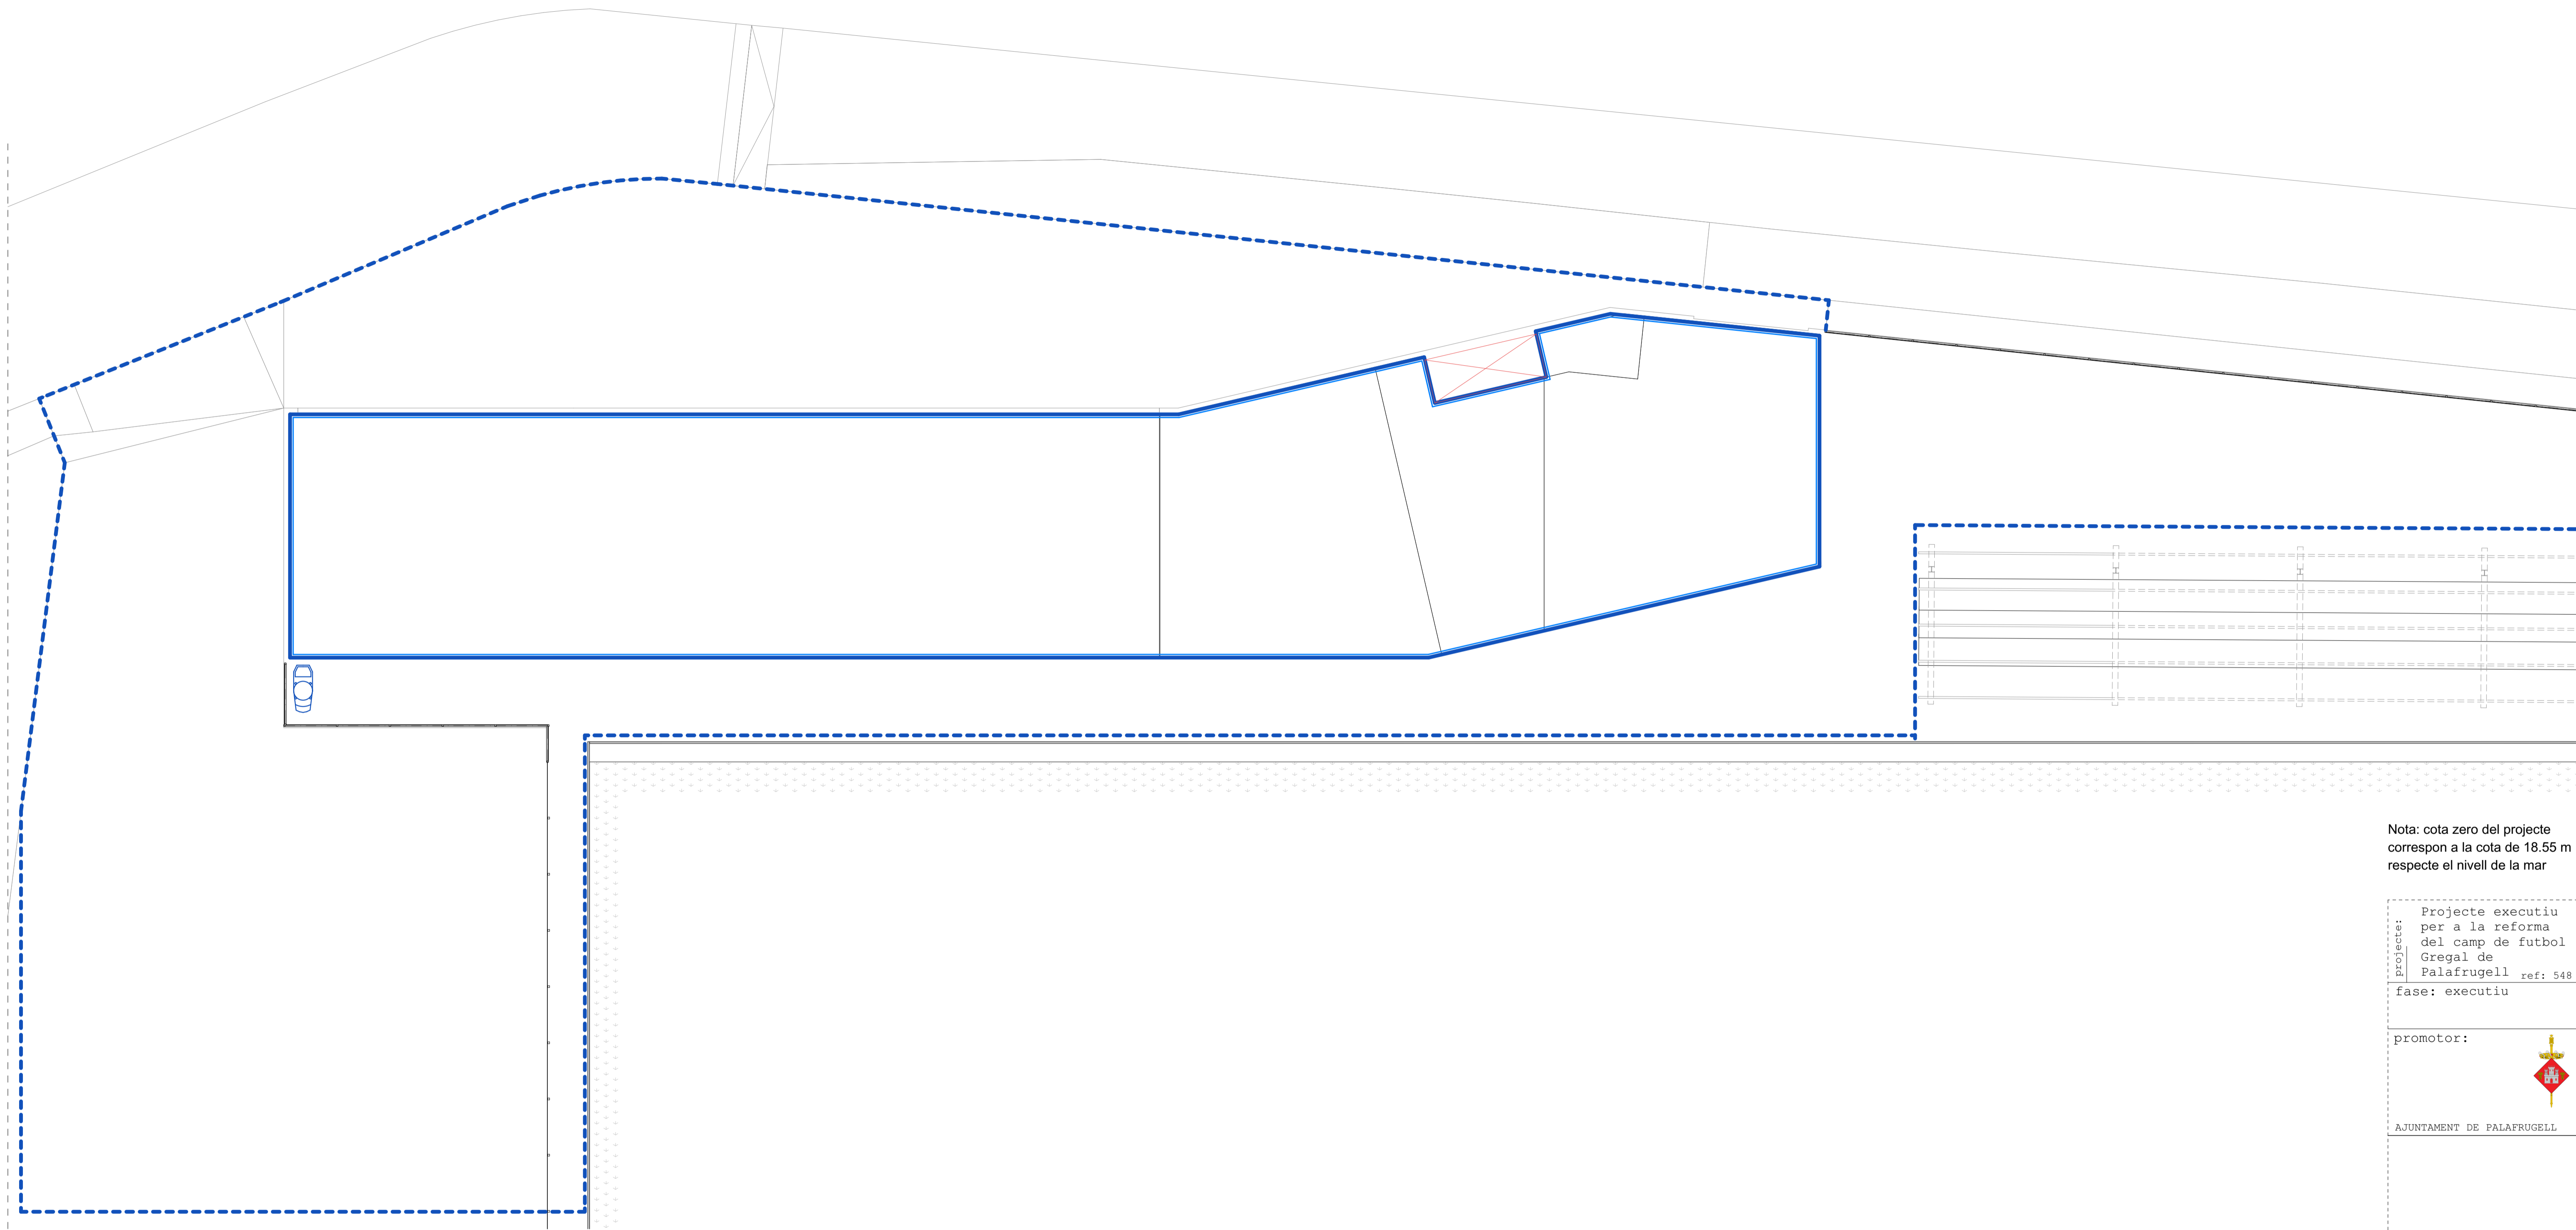 Nota: cota zero del projecte
correspon a la cota de 18.55 m
respecte el nivell de la mar
projecte:
Projecte executiu
per a la reforma
del camp de futbol
Gregal de
Palafrugell ref: 548
fase: executiu
promotor:
AJUNTAMENT DE PALAFRUGELL